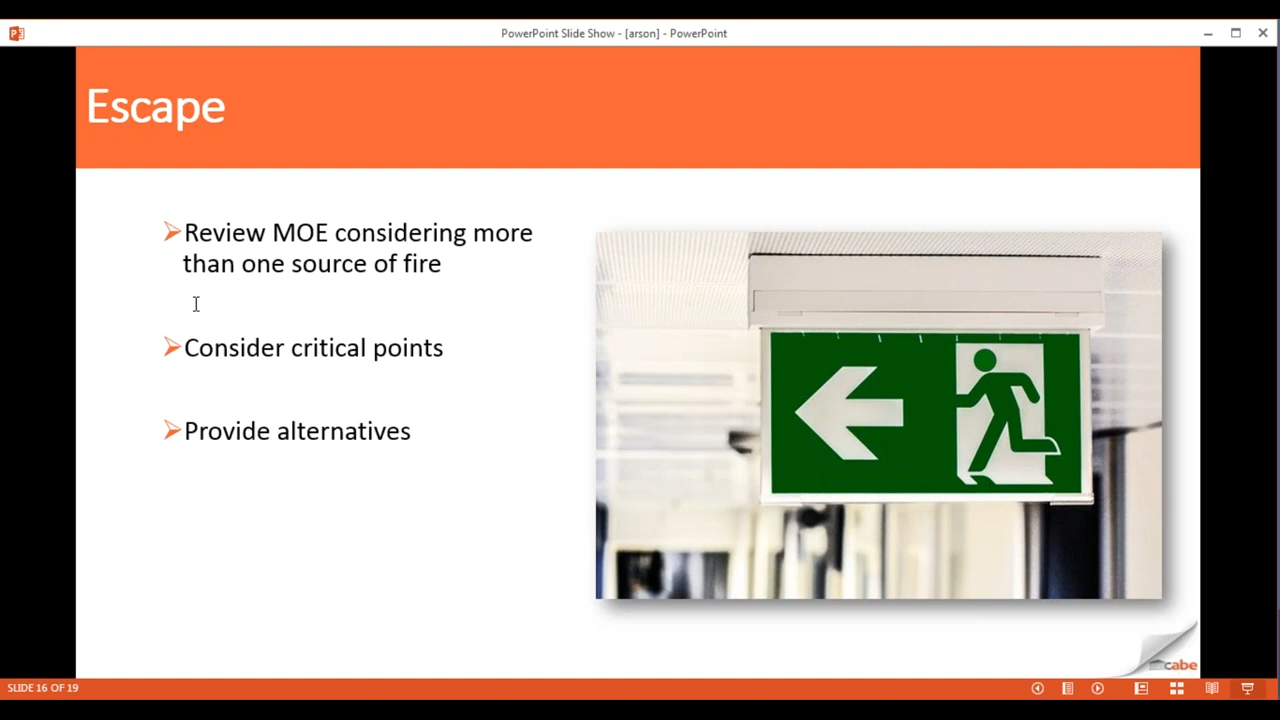 PowerPoint Slide Show - [arson] - PowerPoint
Escape
Review MOE considering more
than one source of fire
Consider critical points
Provide alternatives
cabe
SLIDE 16 OF 19